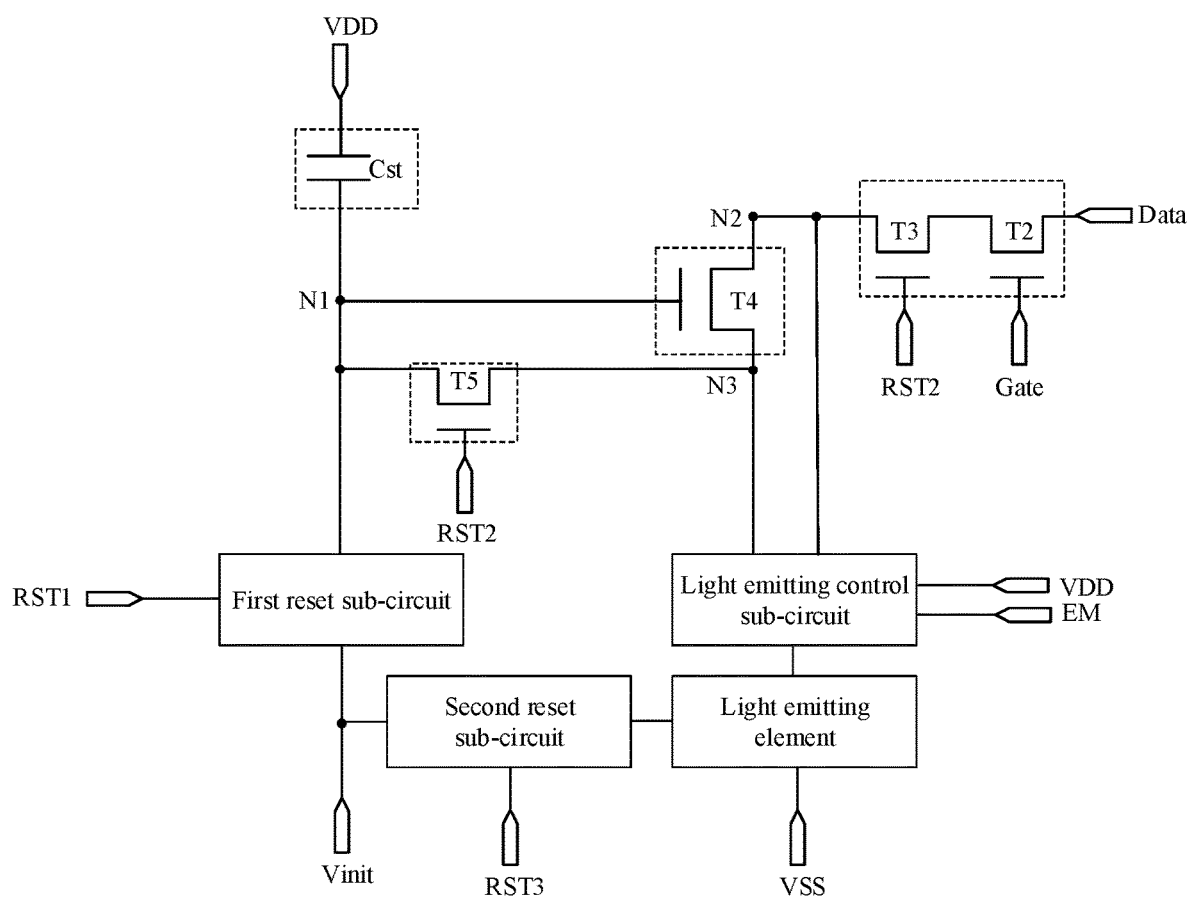 VDD
Cst
N2
T3
T2
Data
N1
T4
RST2
Gate
T5
N3
RST2
RST1
First reset sub-circuit
Light emitting control
sub-circuit
VDD
EM
Second reset
sub-circuit
Light emitting
element
Vinit
RST3
VSS